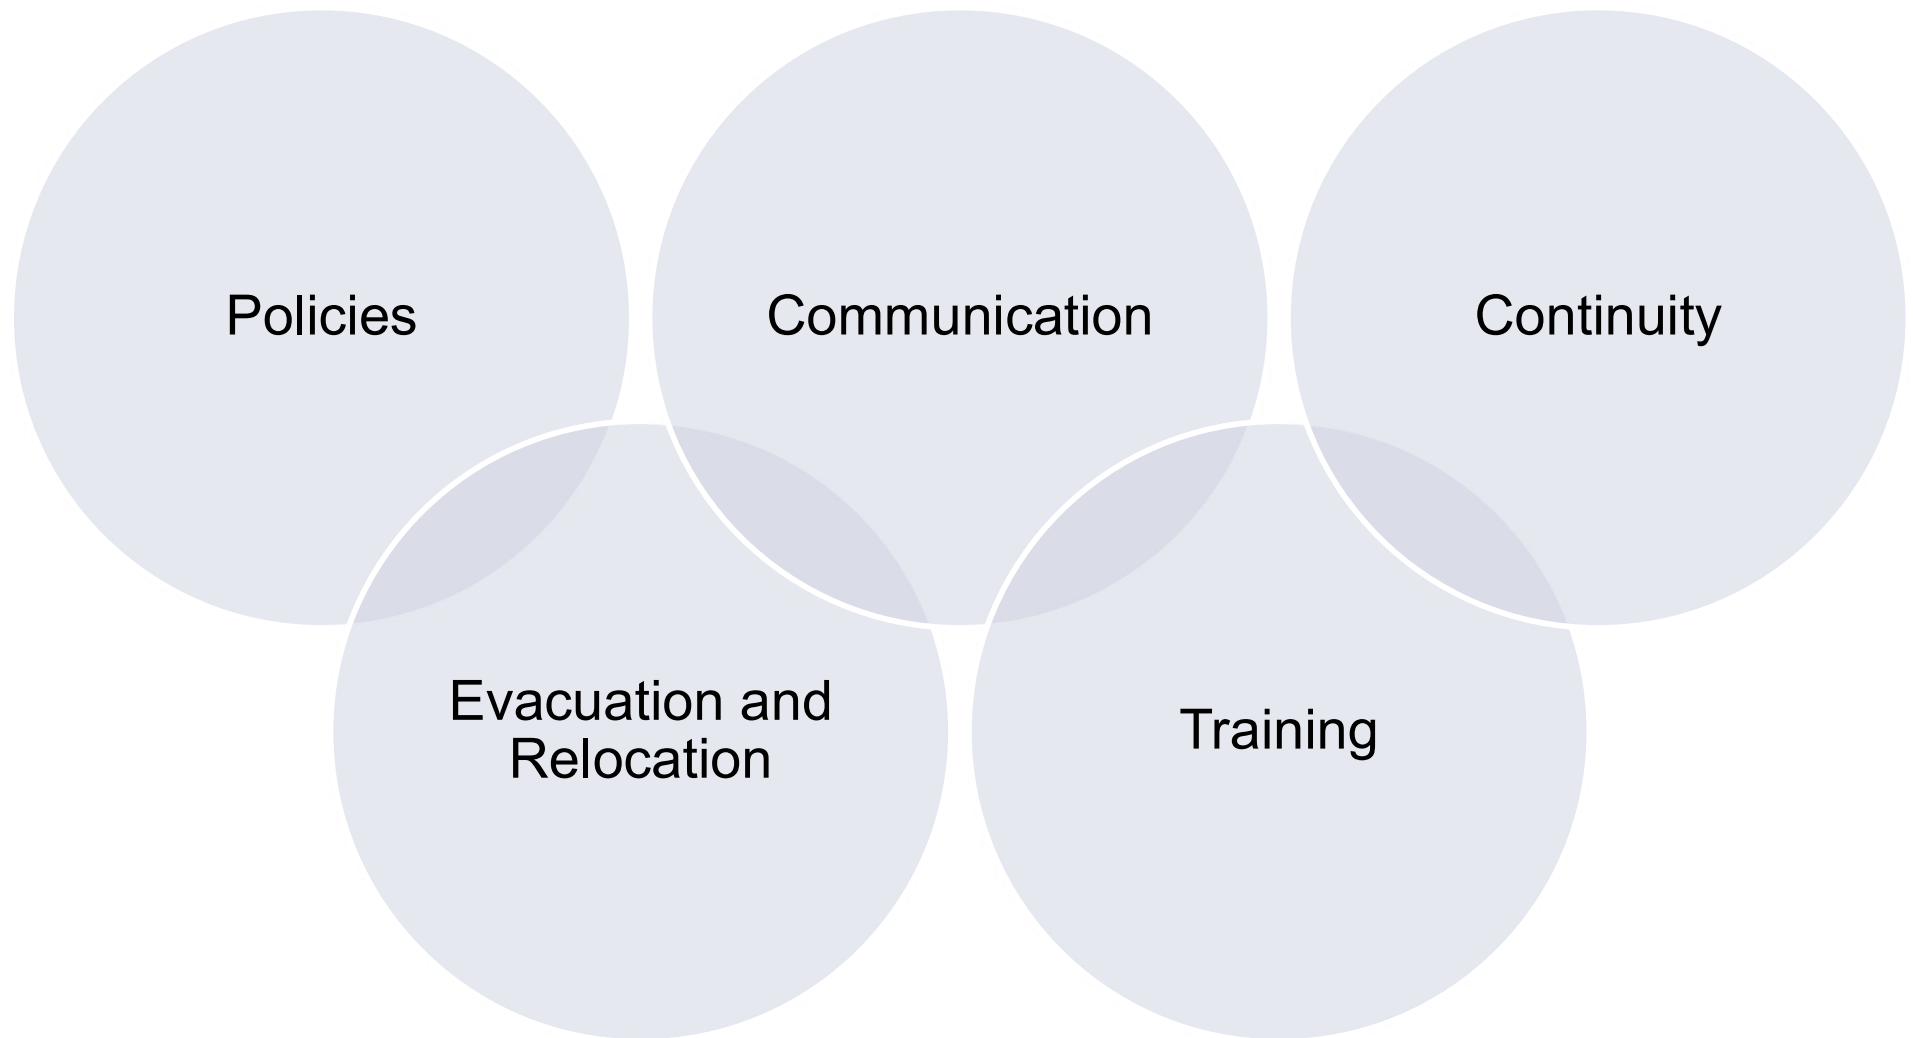 Policies
Communication
Continuity
Evacuation and
Relocation
Training